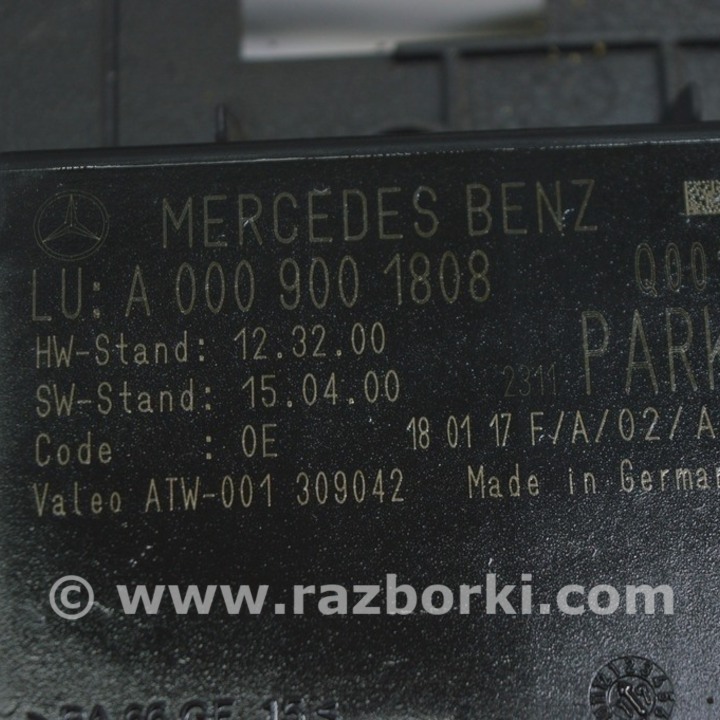 MERCEDES BENZ
LU: A 000 900 1808
HW-Stand: 12.32.00
SW-Stand: 15.04.00 2311 PARK
Code : 0E 18 01 17 F/A/02/A
Valeo ATW-001 309042 Made in German
© www.razborki.com